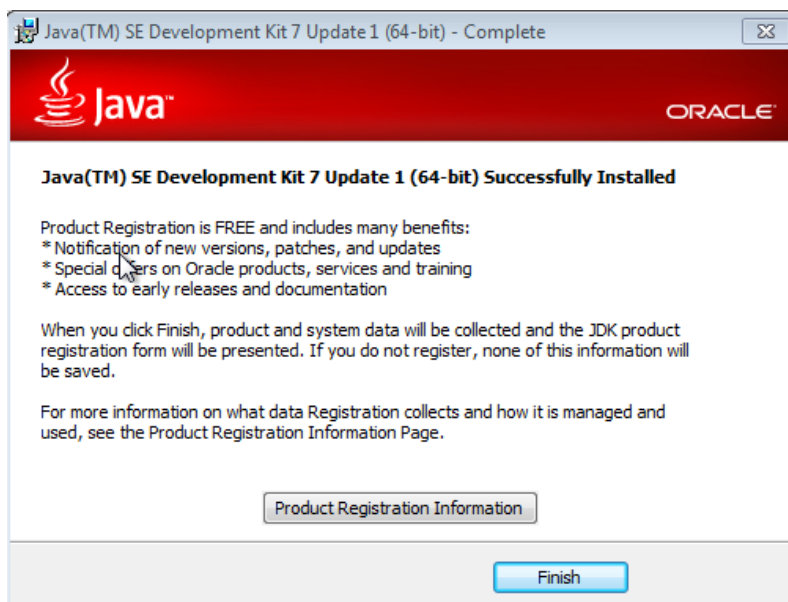 Java(TM) SE Development Kit 7 Update 1 (64-bit) - Complete
Java™
ORACLE®
Java(TM) SE Development Kit 7 Update 1 (64-bit) Successfully Installed
Product Registration is FREE and includes many benefits:
* Notification of new versions, patches, and updates
* Special offers on Oracle products, services and training
* Access to early releases and documentation
When you click Finish, product and system data will be collected and the JDK product
registration form will be presented. If you do not register, none of this information will
be saved.
For more information on what data Registration collects and how it is managed and
used, see the Product Registration Information Page.
Product Registration Information
Finish